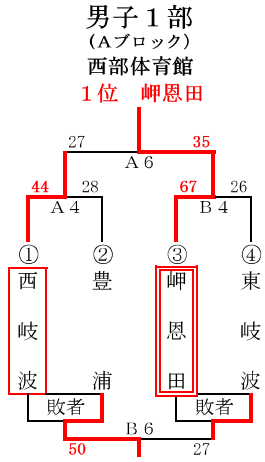 男子１部
(Ａブロック)
西部体育館
１位　岬恩田
27 35
Ａ６
44 28 67 26
Ａ４ Ｂ４
① ② ③ ④
西岐波 豊浦 岬恩田 東岐波
敗者 敗者
Ｂ６
50 27